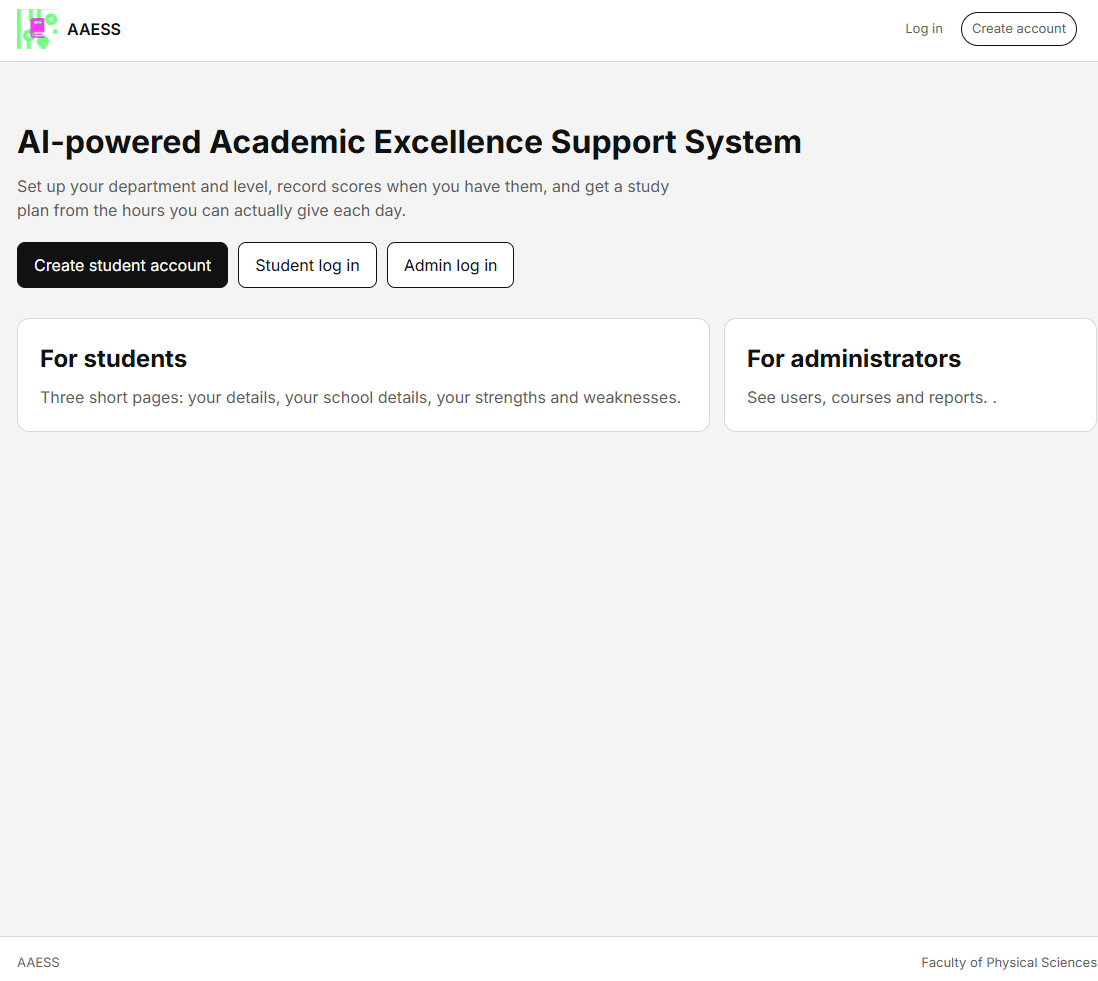 AAESS
Log in
Create account
AI-powered Academic Excellence Support System
Set up your department and level, record scores when you have them, and get a study
plan from the hours you can actually give each day.
Create student account
Student log in
Admin log in
For students
Three short pages: your details, your school details, your strengths and weaknesses.
For administrators
See users, courses and reports. .
AAESS
Faculty of Physical Sciences